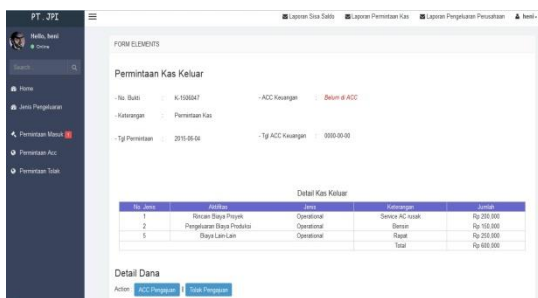 PT. JPI
Laporan Sisa Saldo Laporan Permintaan Kas Laporan Pengeluaran Perusahaan beni
Hello, beni
Online
Search
Home
Jenis Pengeluaran
Permintaan Masuk
Permintaan Acc
Permintaan Tolak
FORM ELEMENTS
Permintaan Kas Keluar
- No. Bukti : K-1506047 - ACC Keuangan : Belum di ACC
- Keterangan : Permintaan Kas
- Tgl Permintaan : 2015-06-04 - Tgl ACC Keuangan : 0000-00-00
Detail Kas Keluar
No. Jenis Aktifitas Jenis Keterangan Jumlah
1 Rincian Biaya Proyek Operational Service AC rusak Rp 200,000
2 Pengeluaran Biaya Produksi Operational Bensin Rp 150,000
5 Biaya Lain-Lain Operational Rapat Rp 250,000
Total Rp 600,000
Detail Dana
Action : ACC Pengajuan | Tolak Pengajuan